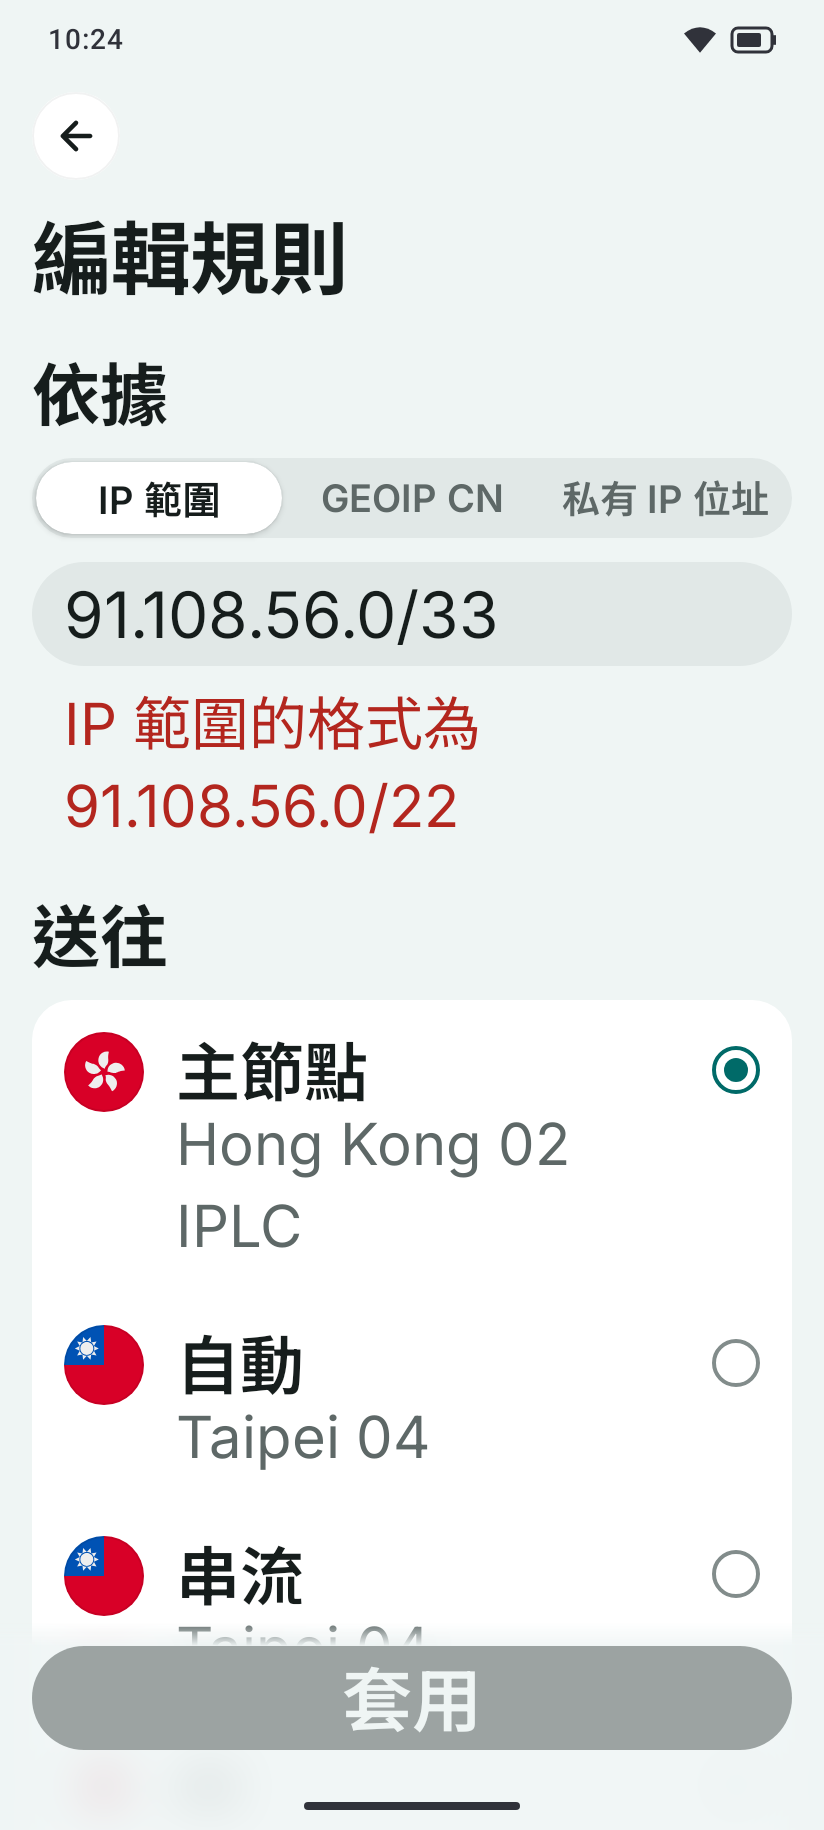 10:24
編輯規則
依據
IP 範圍
GEOIP CN
私有 IP 位址
91.108.56.0/33
IP 範圍的格式為
91.108.56.0/22
送往
主節點
Hong Kong 02
IPLC
自動
Taipei 04
串流
Taipei 04
套用